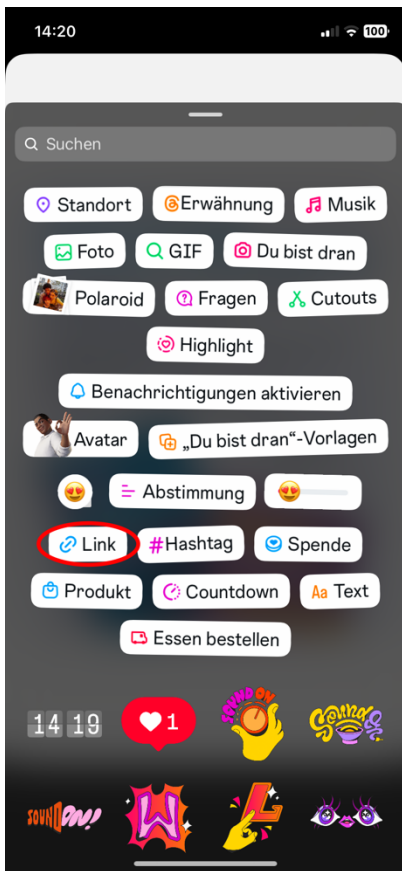 14:20
100
Suchen
Standort
Erwähnung
Musik
Foto
GIF
Du bist dran
Polaroid
Fragen
Cutouts
Highlight
Benachrichtigungen aktivieren
Avatar
„Du bist dran“-Vorlagen
Abstimmung
Link
#Hashtag
Spende
Produkt
Countdown
Aa Text
Essen bestellen
14 19
1
SOUND ON
Sound
SOUND ON!
W
L